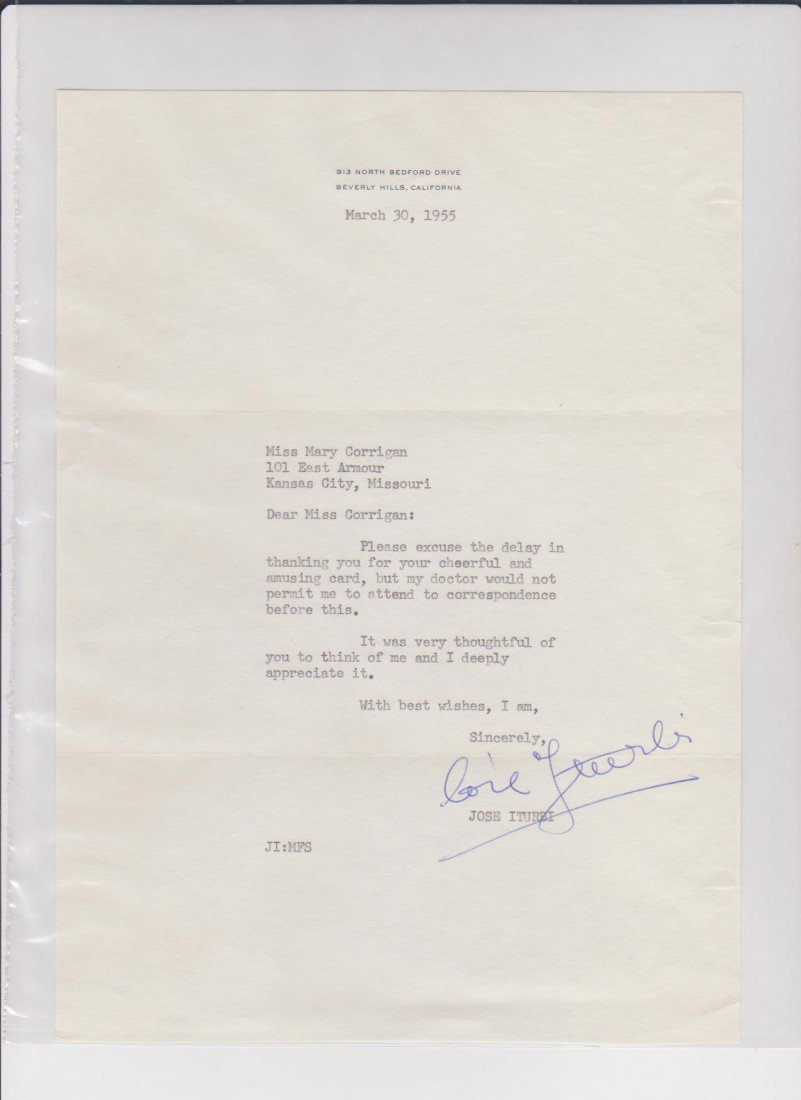 913 NORTH BEDFORD DRIVE
BEVERLY HILLS, CALIFORNIA
March 30, 1955
Miss Mary Corrigan
101 East Armour
Kansas City, Missouri
Dear Miss Corrigan:
Please excuse the delay in
thanking you for your cheerful and
amusing card, but my doctor would not
permit me to attend to correspondence
before this.
It was very thoughtful of
you to think of me and I deeply
appreciate it.
With best wishes, I am,
Sincerely,
José Iturbi
JOSE ITURBI
JI:MFS